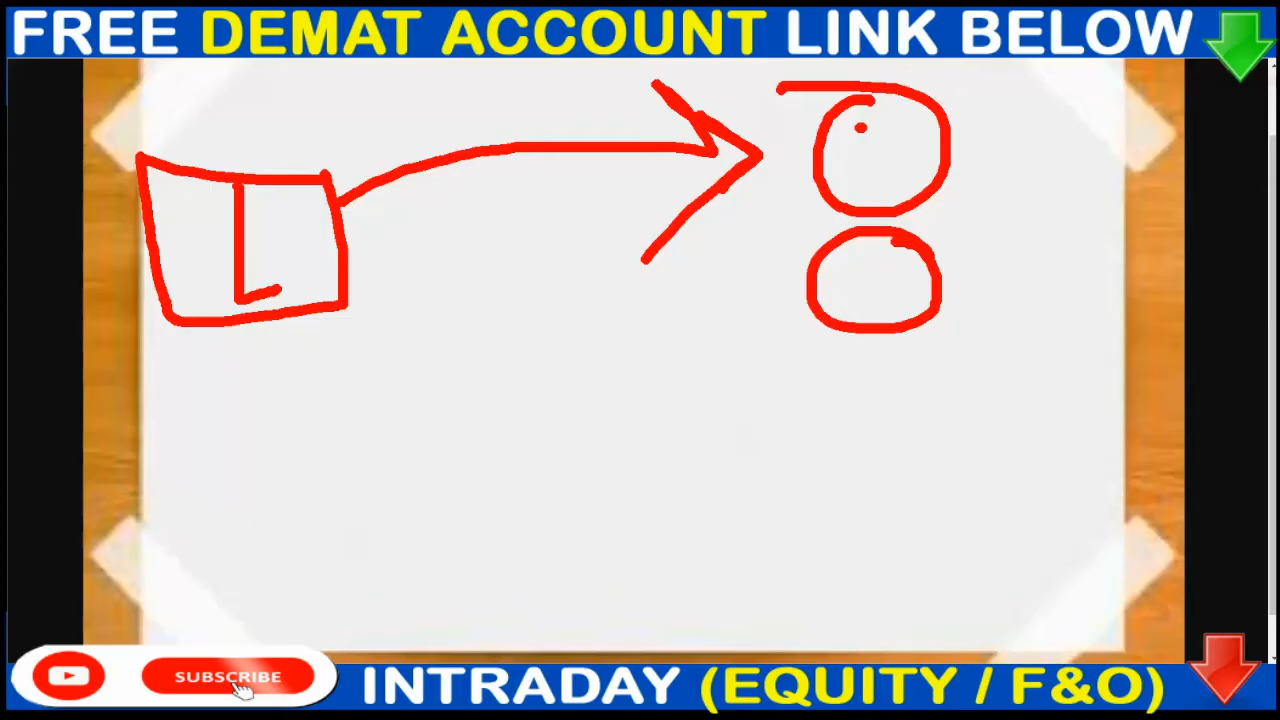 FREE DEMAT ACCOUNT LINK BELOW
L
SUBSCRIBE
INTRADAY (EQUITY / F&O)